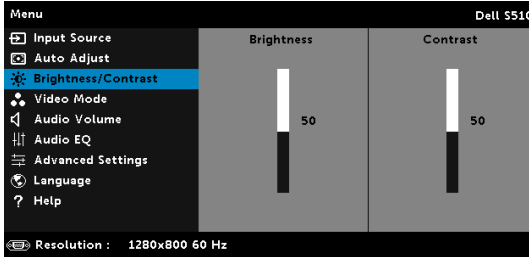 Menu
Dell S510
Input Source
Auto Adjust
Brightness/Contrast
Video Mode
Audio Volume
Audio EQ
Advanced Settings
Language
? Help
Brightness
50
Contrast
50
Resolution : 1280x800 60 Hz